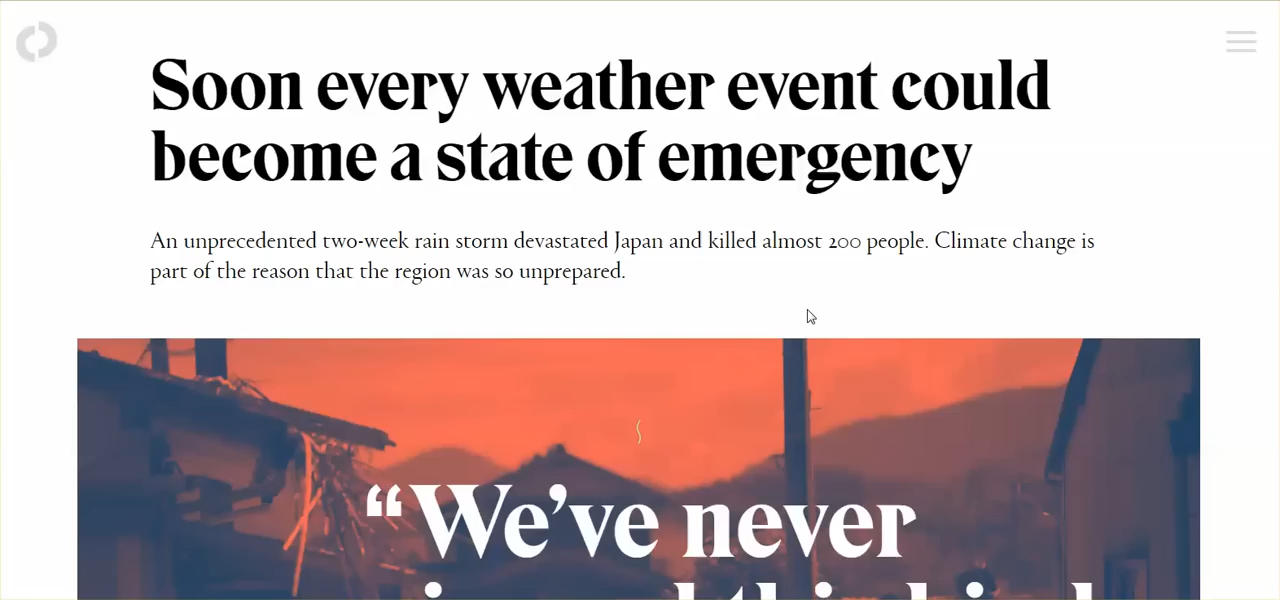 Soon every weather event could
become a state of emergency
An unprecedented two-week rain storm devastated Japan and killed almost 200 people. Climate change is
part of the reason that the region was so unprepared.
“We’ve never